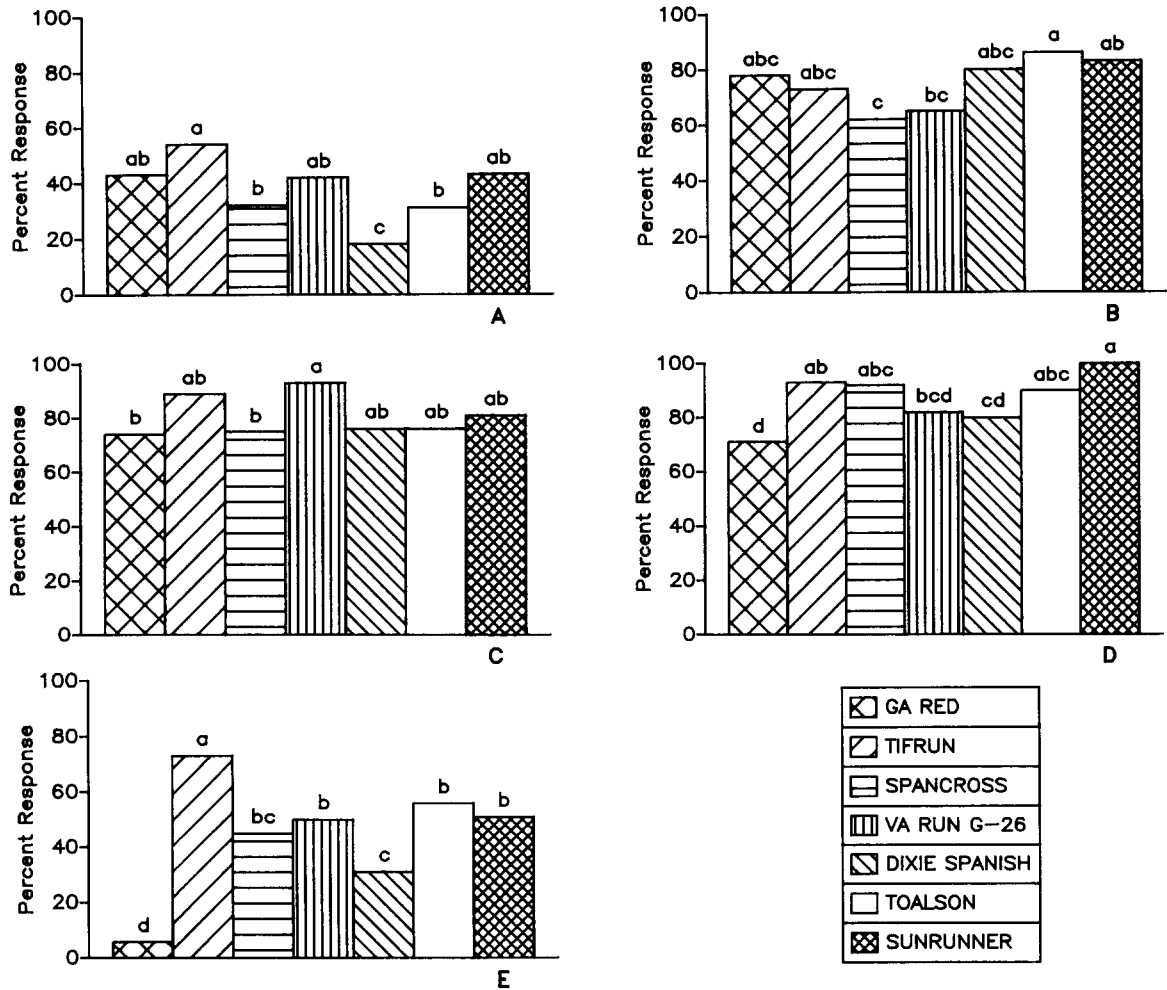 Percent Response
100
80
60
40
20
0
ab
a
b
ab
c
b
ab
A
Percent Response
100
80
60
40
20
0
abc
abc
c
bc
abc
a
ab
B
Percent Response
100
80
60
40
20
0
b
ab
b
a
ab
ab
C
Percent Response
100
80
60
40
20
0
d
ab
abc
bcd
cd
abc
a
D
Percent Response
100
80
60
40
20
0
d
a
bc
b
c
b
b
E
GA RED
TIFRUN
SPANCROSS
VA RUN G-26
DIXIE SPANISH
TOALSON
SUNRUNNER